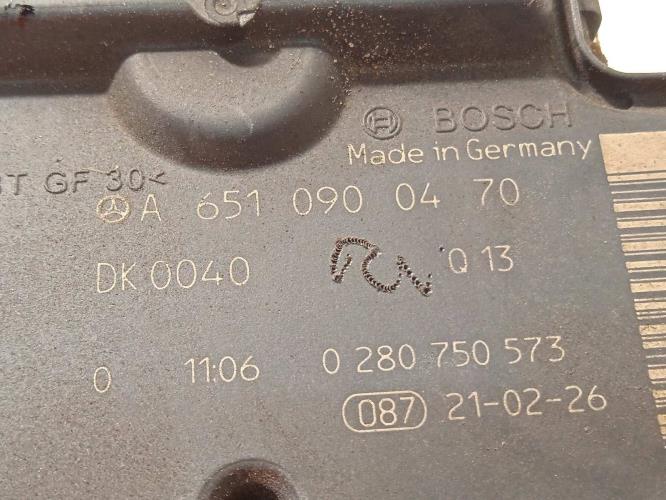 BOSCH
Made in Germany
BT GF 30<
A 651 090 04 70
DK 0040
Q 13
0 11:06 0 280 750 573
087 21-02-26